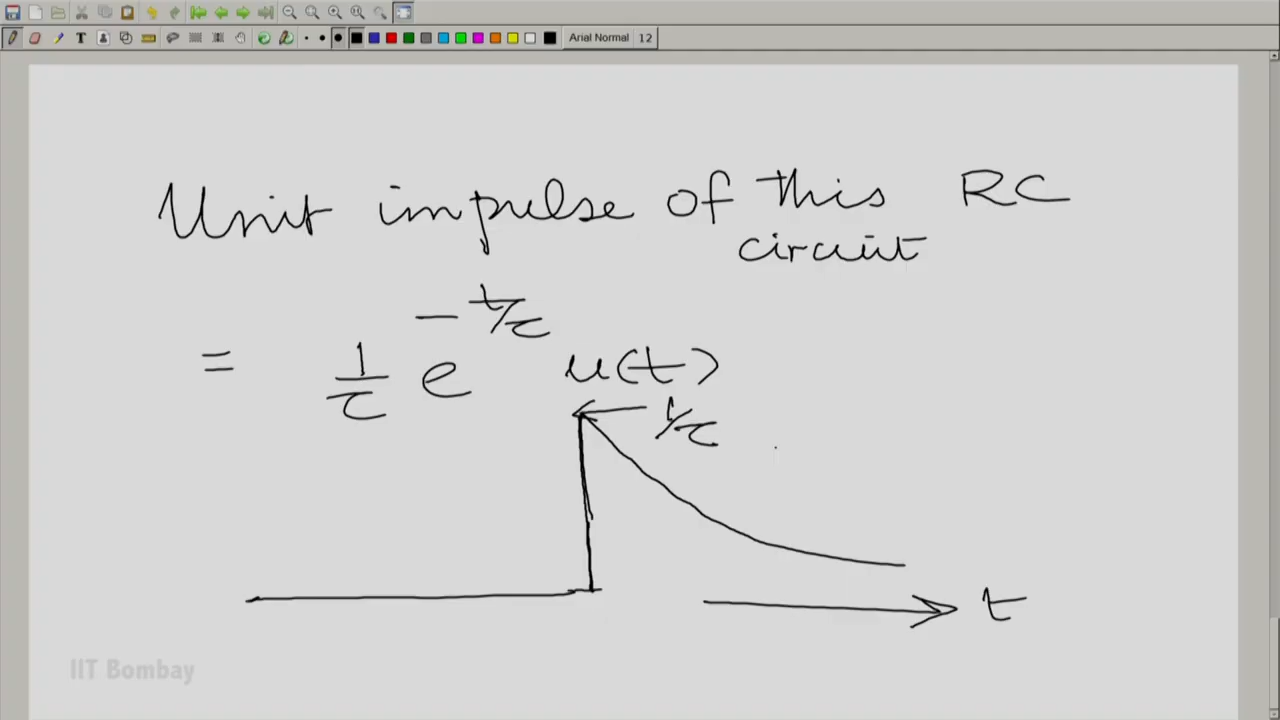 Arial Normal 12
Unit impulse of this RC
circuit
= 1/τ e^(-t/τ) u(t)
1/τ
t
IIT Bombay